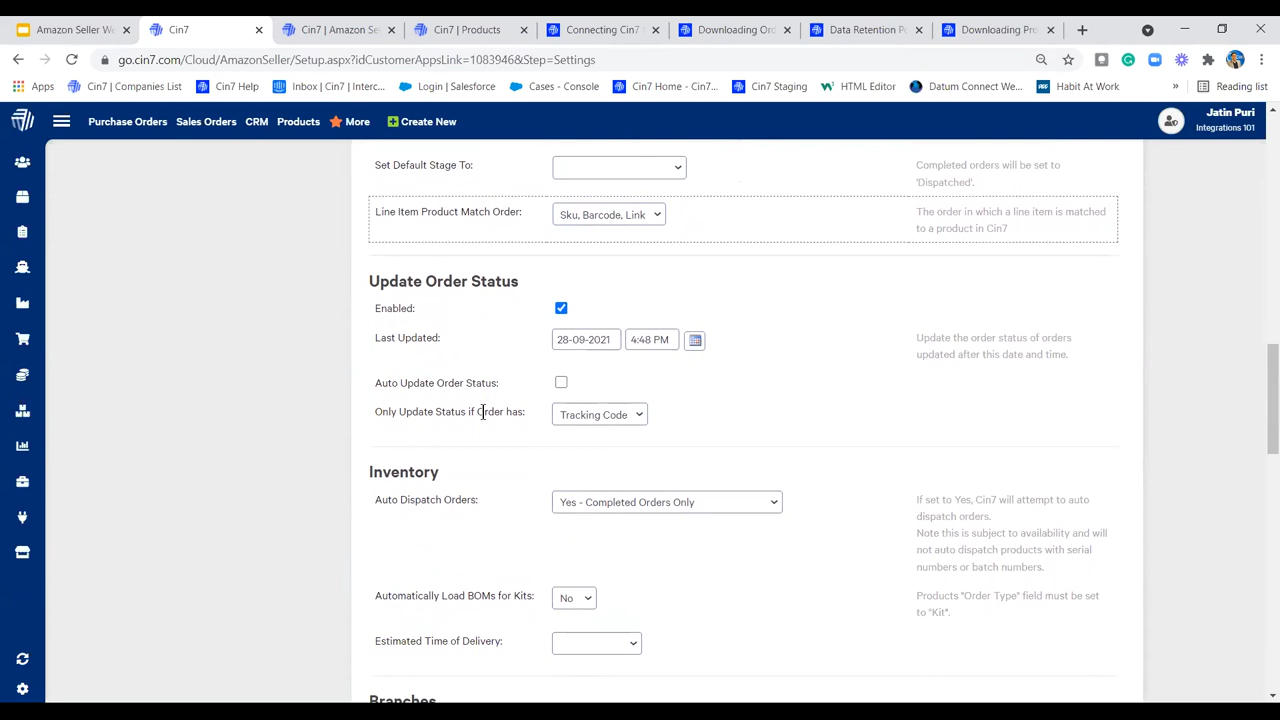 Amazon Seller W
Cin7
Cin7 | Amazon Se
Cin7 | Products
Connecting Cin7
Downloading Ord
Data Retention Po
Downloading Pro
go.cin7.com/Cloud/AmazonSeller/Setup.aspx?idCustomerAppsLink=1033946&Step=Settings
Apps
Cin7 | Companies List
Cin7 Help
Inbox | Cin7 | Interc...
Login | Salesforce
Cases - Console
Cin7 Home - Cin7...
Cin7 Staging
HTML Editor
Datum Connect We...
Habit At Work
»
Reading list
Purchase Orders
Sales Orders
CRM
Products
More
Create New
Jatin Puri
Integrations 101
Set Default Stage To:
Completed orders will be set to
'Dispatched'.
Line Item Product Match Order:
Sku, Barcode, Link
The order in which a line item is matched
to a product in Cin7
Update Order Status
Enabled:
Last Updated:
28-09-2021
4:48 PM
Update the order status of orders
updated after this date and time.
Auto Update Order Status:
Only Update Status if Order has:
Tracking Code
Inventory
Auto Dispatch Orders:
Yes - Completed Orders Only
If set to Yes, Cin7 will attempt to auto
dispatch orders.
Note this is subject to availability and will
not auto dispatch products with serial
numbers or batch numbers.
Automatically Load BOMs for Kits:
No
Products "Order Type" field must be set
to "Kit".
Estimated Time of Delivery:
Branches